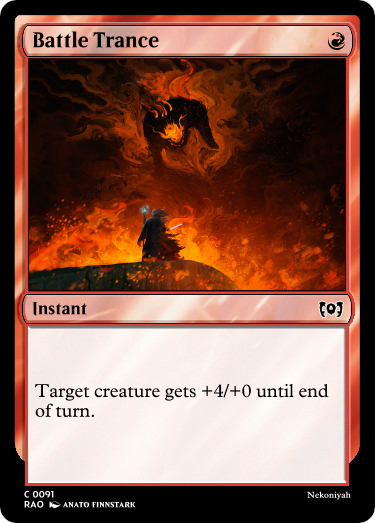 Battle Trance
Instant
Target creature gets +4/+0 until end
of turn.
C 0091
Nekoniyah
RAO ANATO FINNSTARK